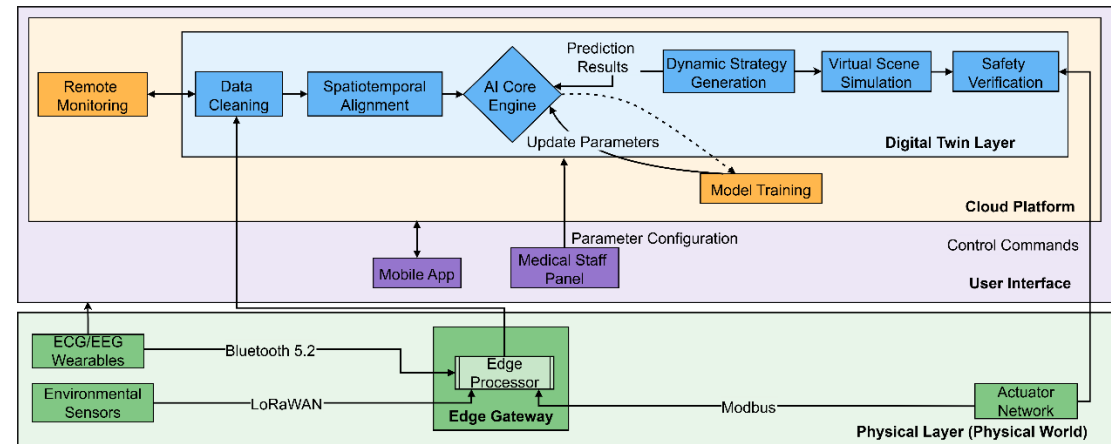 Prediction
Results
Remote
Monitoring
Data
Cleaning
Spatiotemporal
Alignment
AI Core
Engine
Dynamic Strategy
Generation
Virtual Scene
Simulation
Safety
Verification
Update Parameters
Digital Twin Layer
Model Training
Cloud Platform
Parameter Configuration
Control Commands
Mobile App
Medical Staff
Panel
User Interface
ECG/EEG
Wearables
Bluetooth 5.2
Edge
Processor
Environmental
Sensors
LoRaWAN
Edge Gateway
Modbus
Actuator
Network
Physical Layer (Physical World)